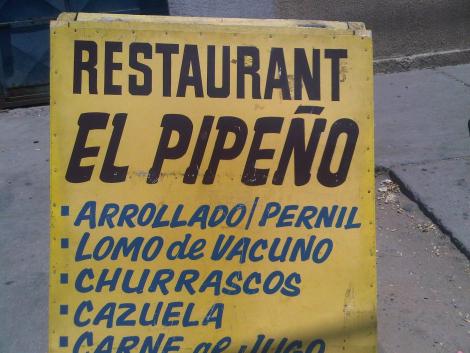 RESTAURANT
EL PIPEÑO
▪ARROLLADO/PERNIL
▪LOMO de VACUNO
▪CHURRASCOS
▪CAZUELA
▪CARNE al JUGO